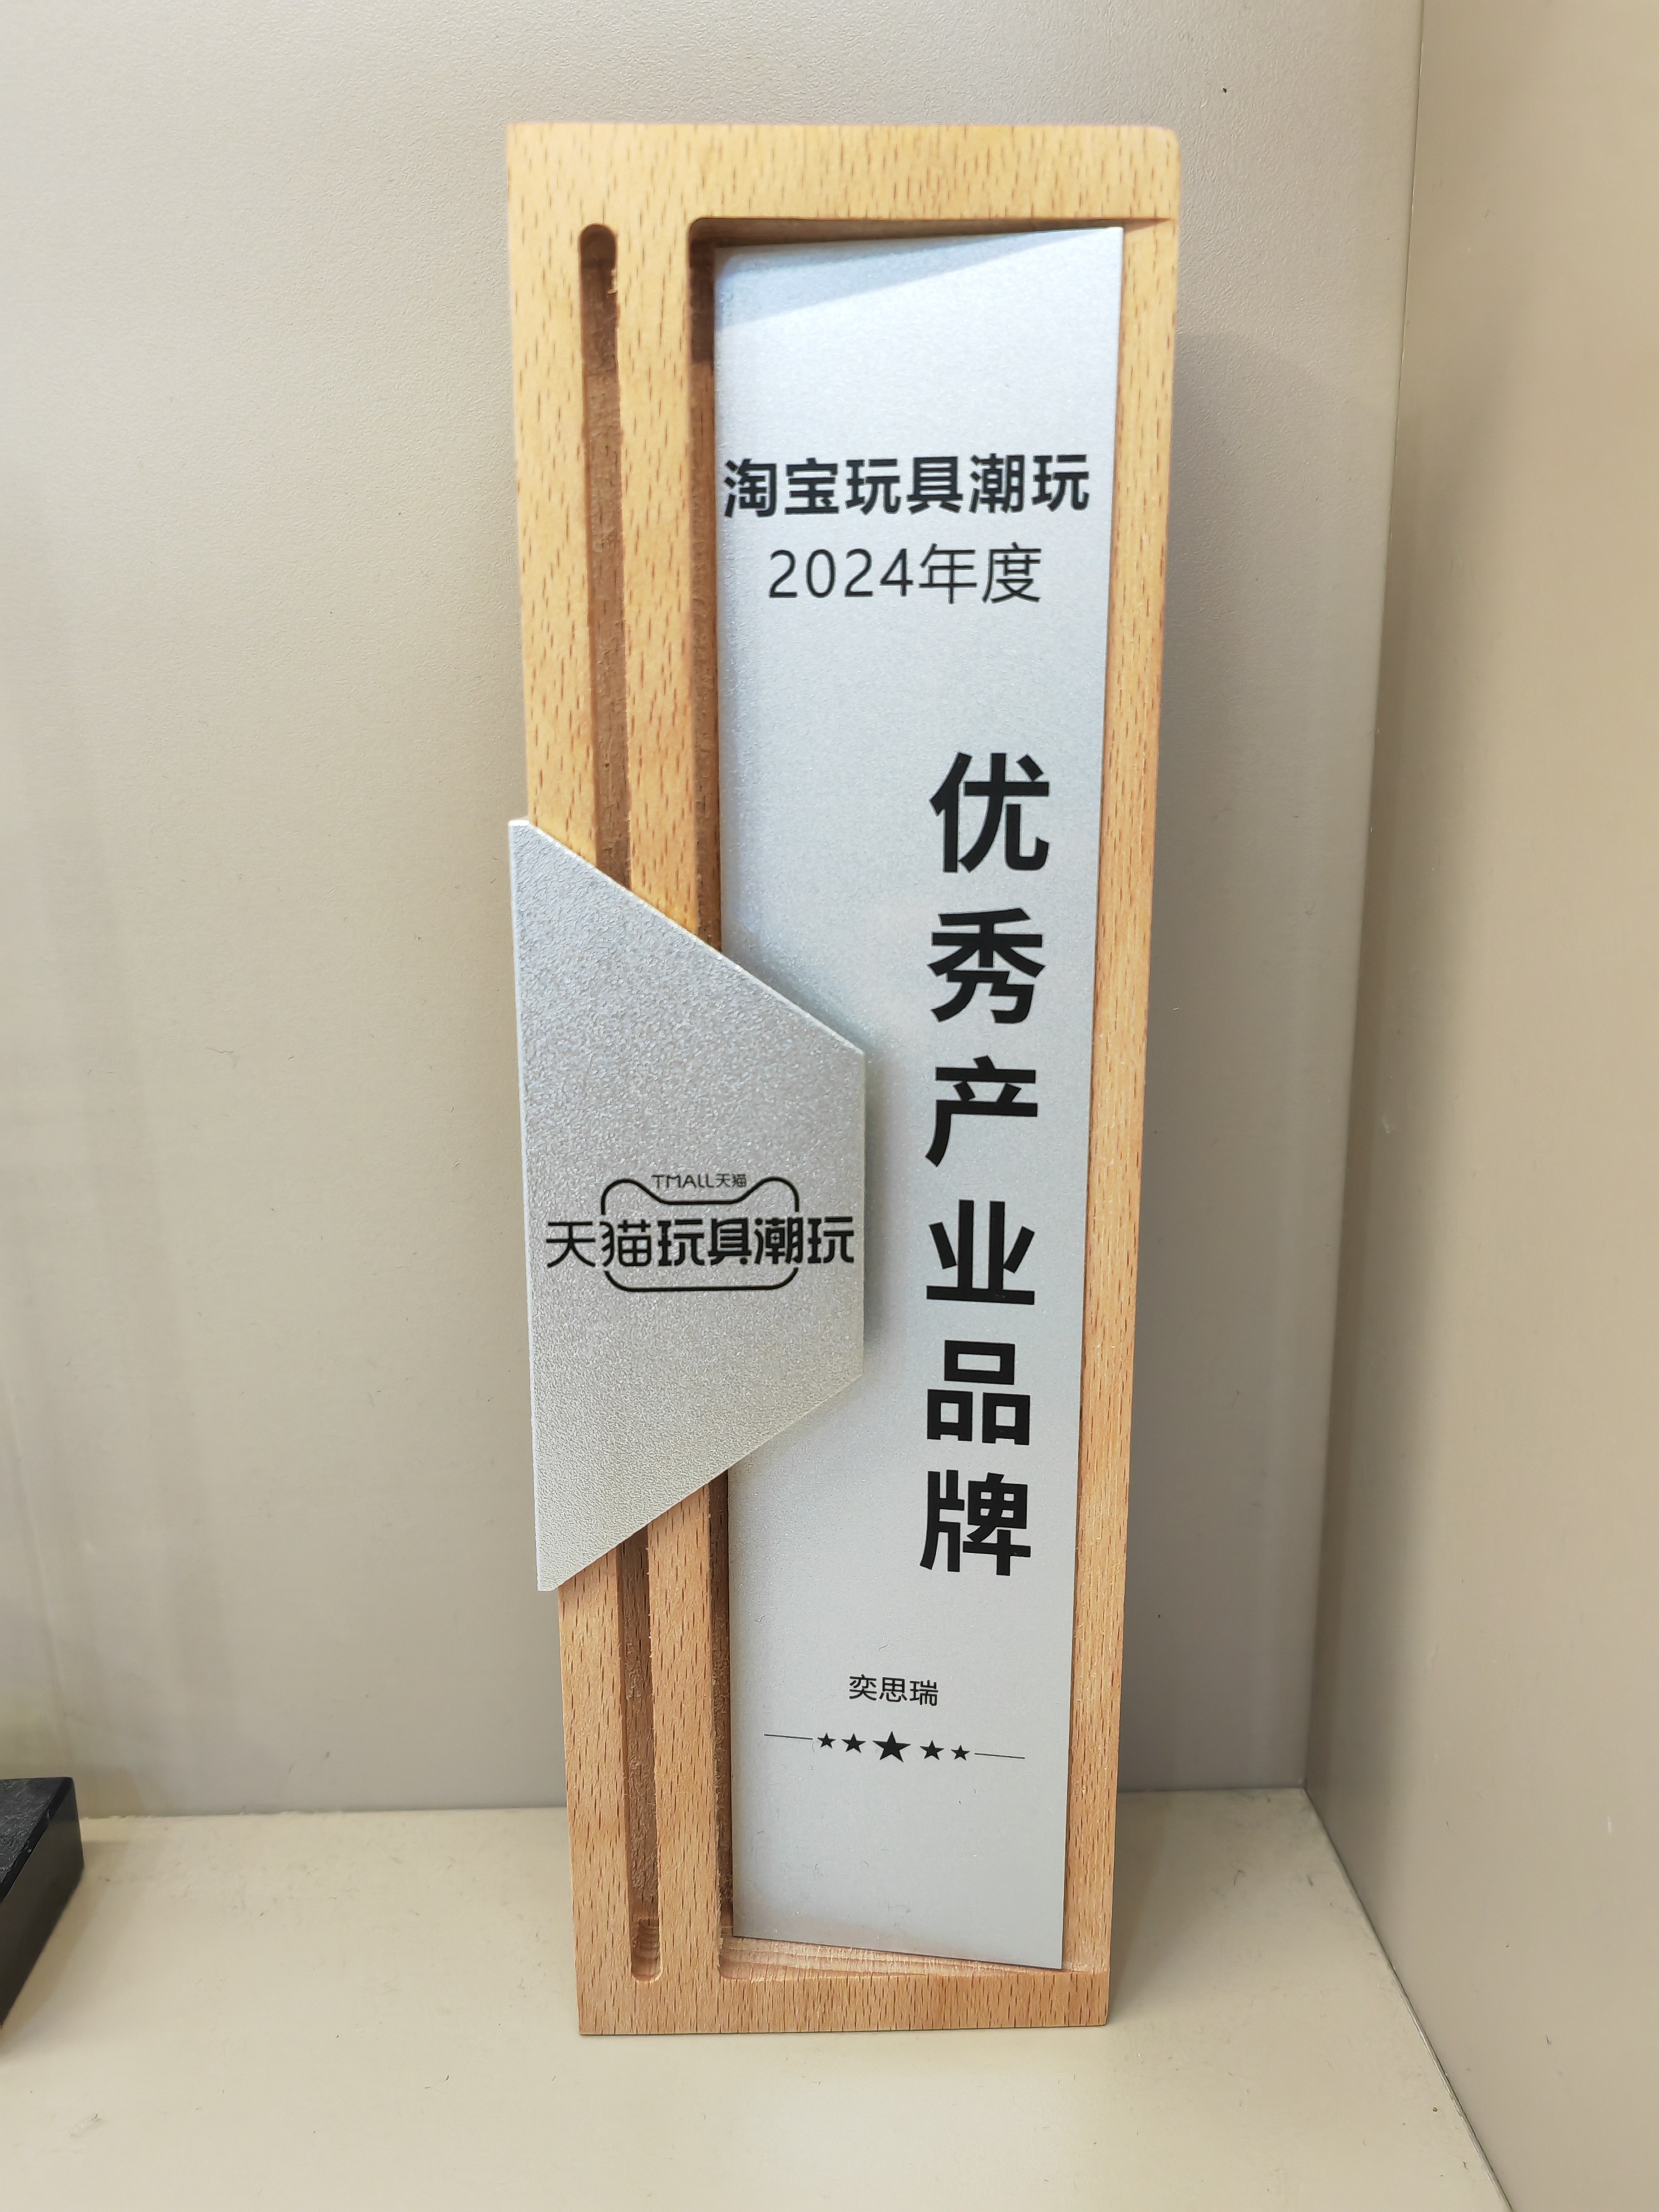 淘宝玩具潮玩
2024年度
优秀产业品牌
TMALL天猫
天猫玩具潮玩
奕思瑞